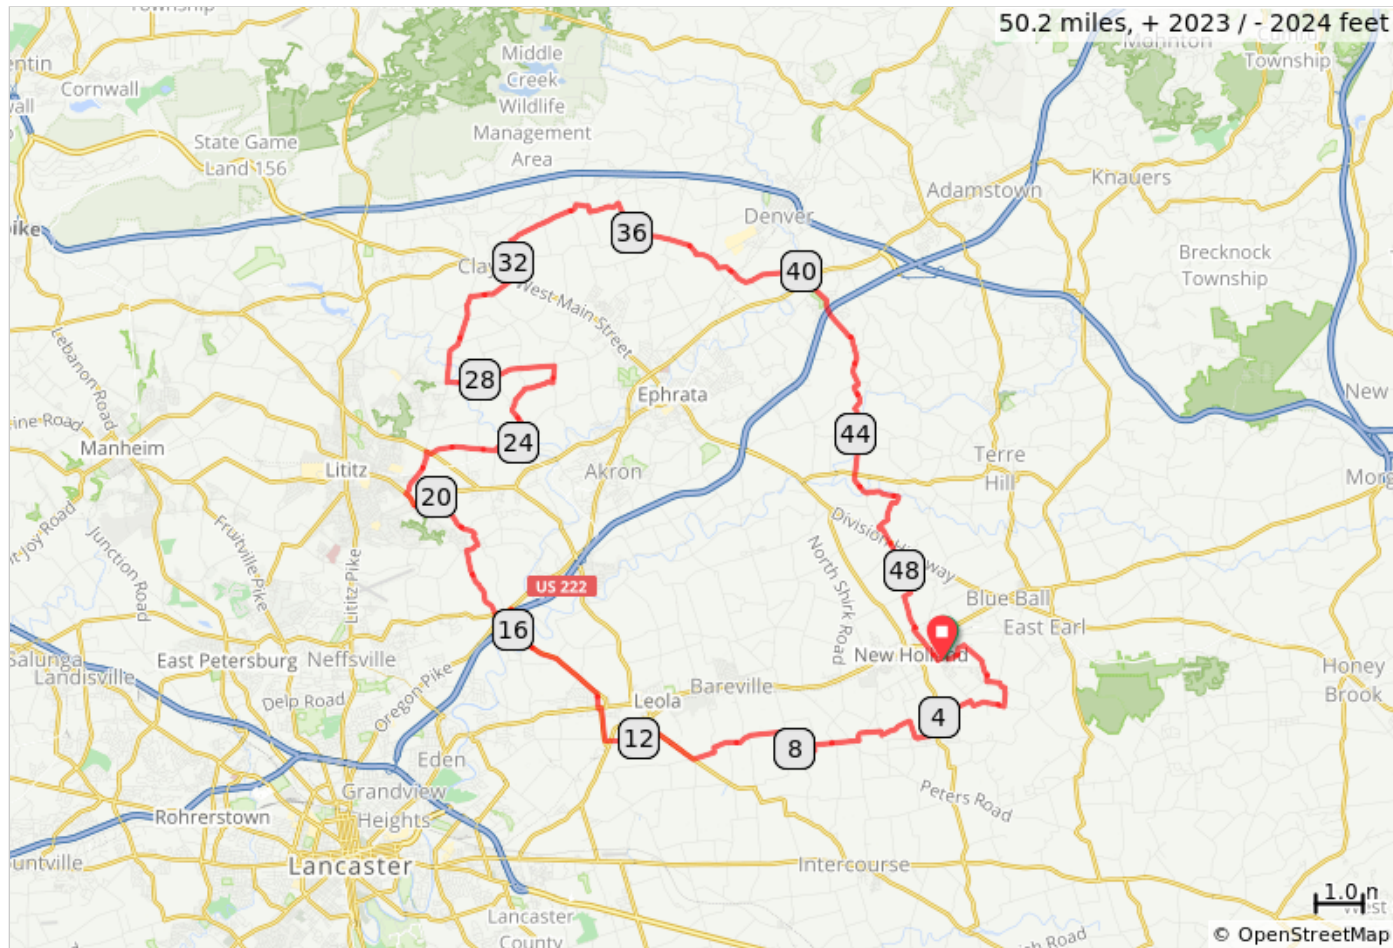 Township
50.2 miles, + 2023 / - 2024 feet
Middle
Creek
Wildlife
Management
Area
Mohnton
Township
Cornwall
State Game
Land 156
Adamstown
Knauers
Denver
Brecknock
Township
36
32
40
West Main Street
Lebanon Road
28
Ephrata
New
Manheim
24
44
Lititz
Akron
Terre
Hill
20
Fruitville Pike
Junction Road
Lititz Pike
Division Highway
North Shirk Road
48
US 222
Blue Ball
East Earl
16
East Petersburg
Neffsville
Salunga
Landisville
New Holland
Honey
Brook
Delp Road
Oregon Pike
Leola
Bareville
4
12
8
Eden
Grandview
Heights
Peters Road
Rohrerstown
Lancaster
Intercourse
1.0
Lancaster
County
© OpenStreetMap